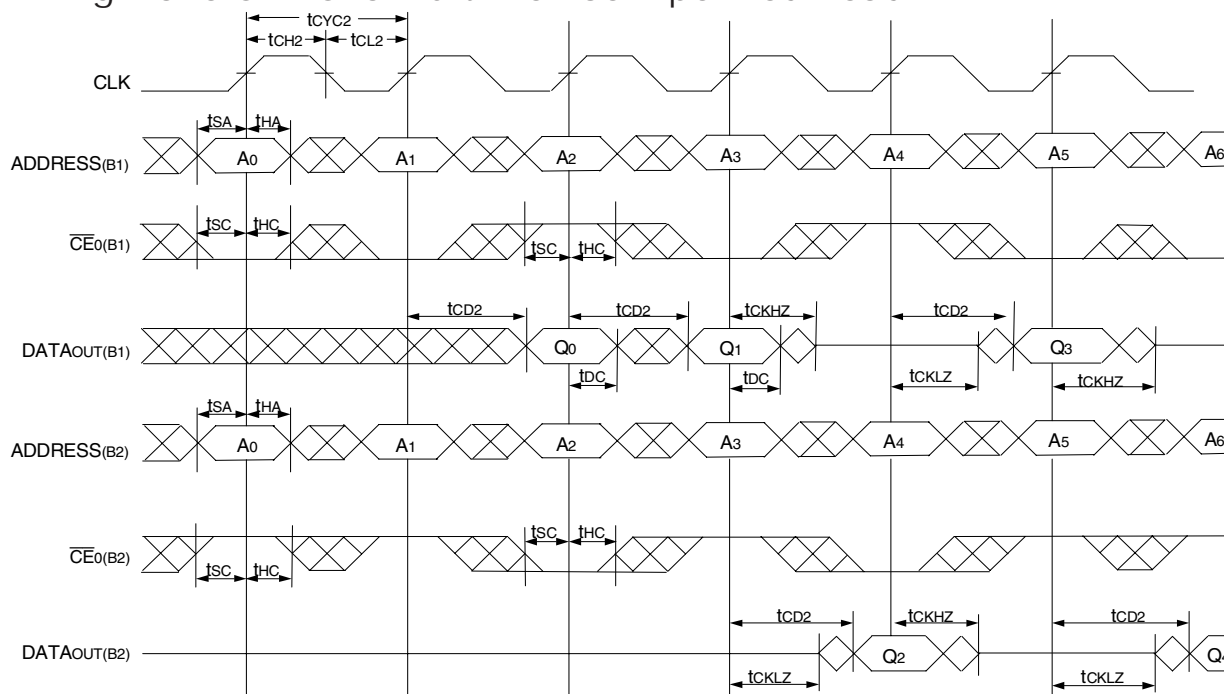 tCYC2
tCH2 tCL2
CLK
tSA tHA
ADDRESS(B1) A0 A1 A2 A3 A4 A5 A6
tSC tHC
CE0(B1)
tSC tHC
tCD2 tCD2 tCKHZ tCD2
DATAOUT(B1) Q0 Q1 Q3
tDC tDC tCKLZ tCKHZ
tSA tHA
ADDRESS(B2) A0 A1 A2 A3 A4 A5 A6
tSC tHC
CE0(B2)
tSC tHC
tCD2 tCKHZ tCD2
DATAOUT(B2) Q2
tCKLZ tCKLZ